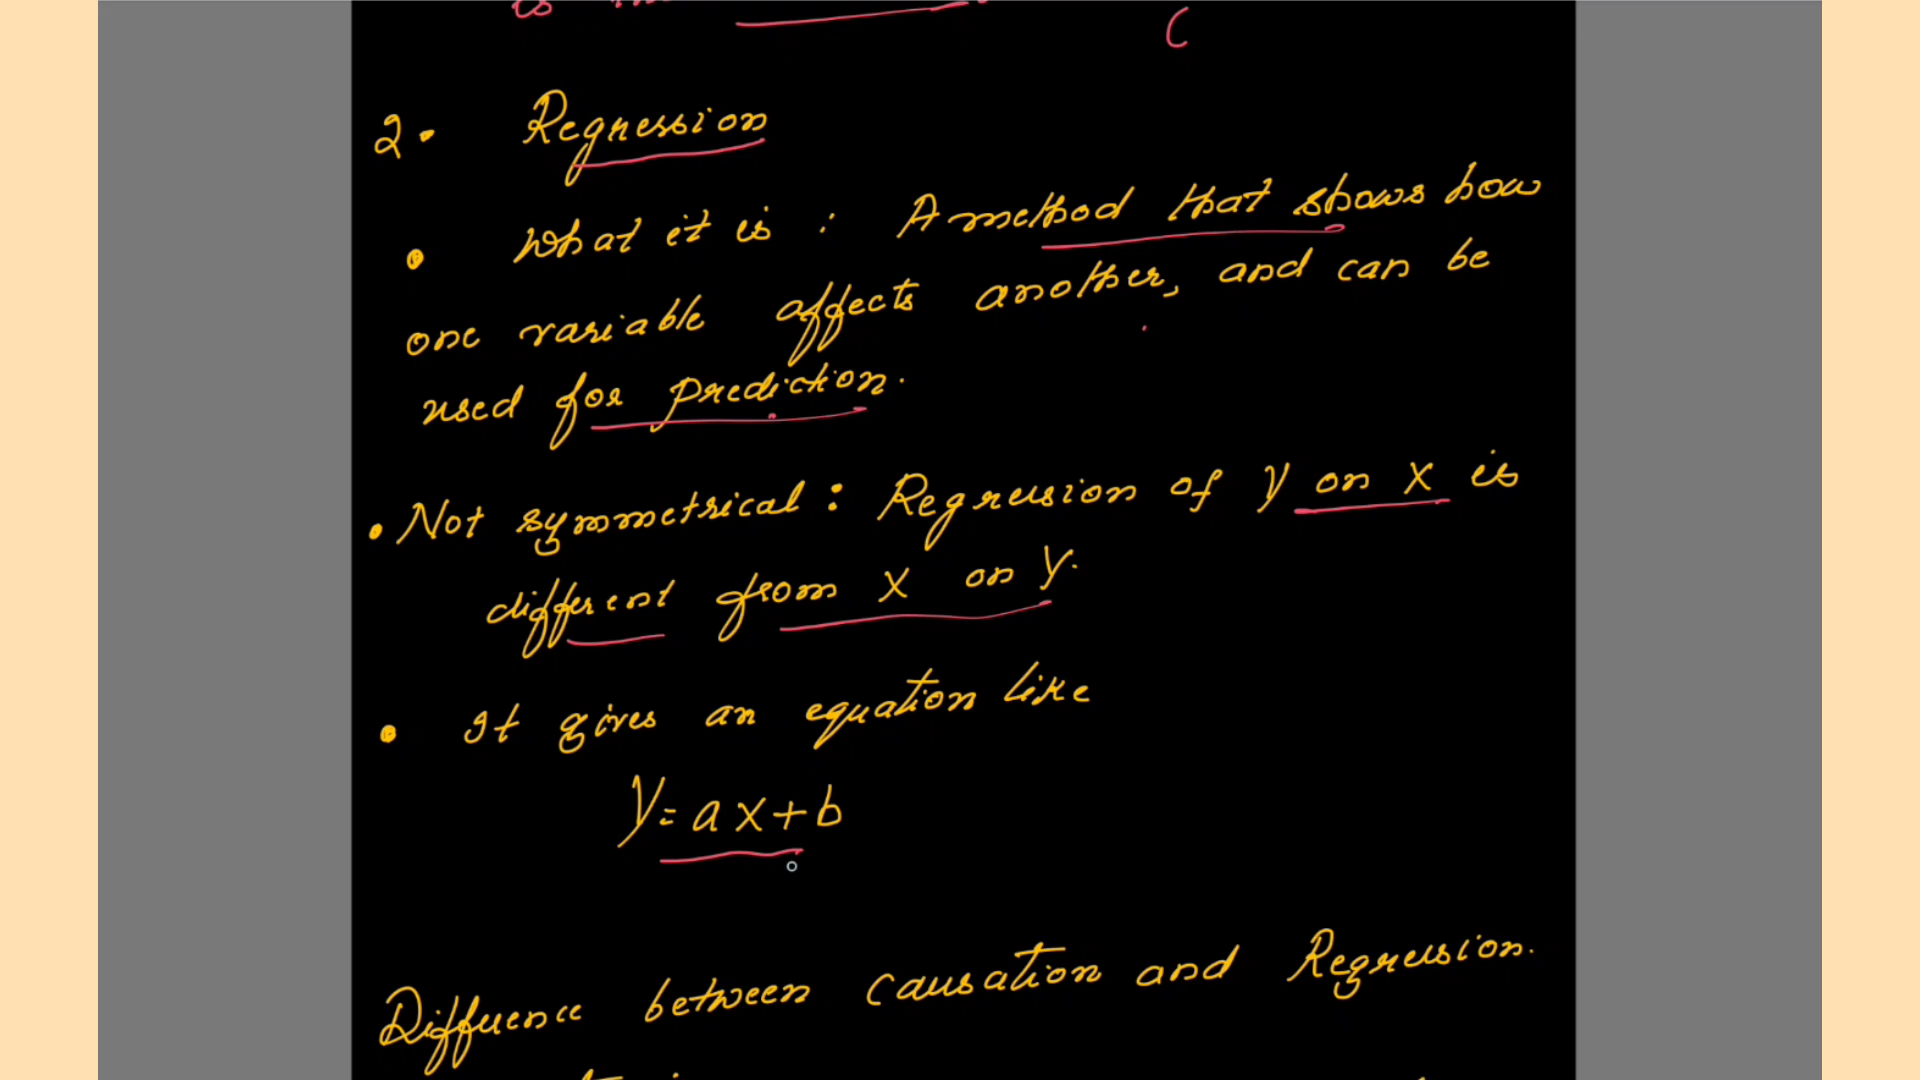 is
2. Regression
• What it is : A method that shows how
one variable affects another, and can be
used for prediction.
• Not symmetrical : Regression of Y on X is
different from X on Y.
• It gives an equation like
Y = ax + b
Difference between causation and Regression.